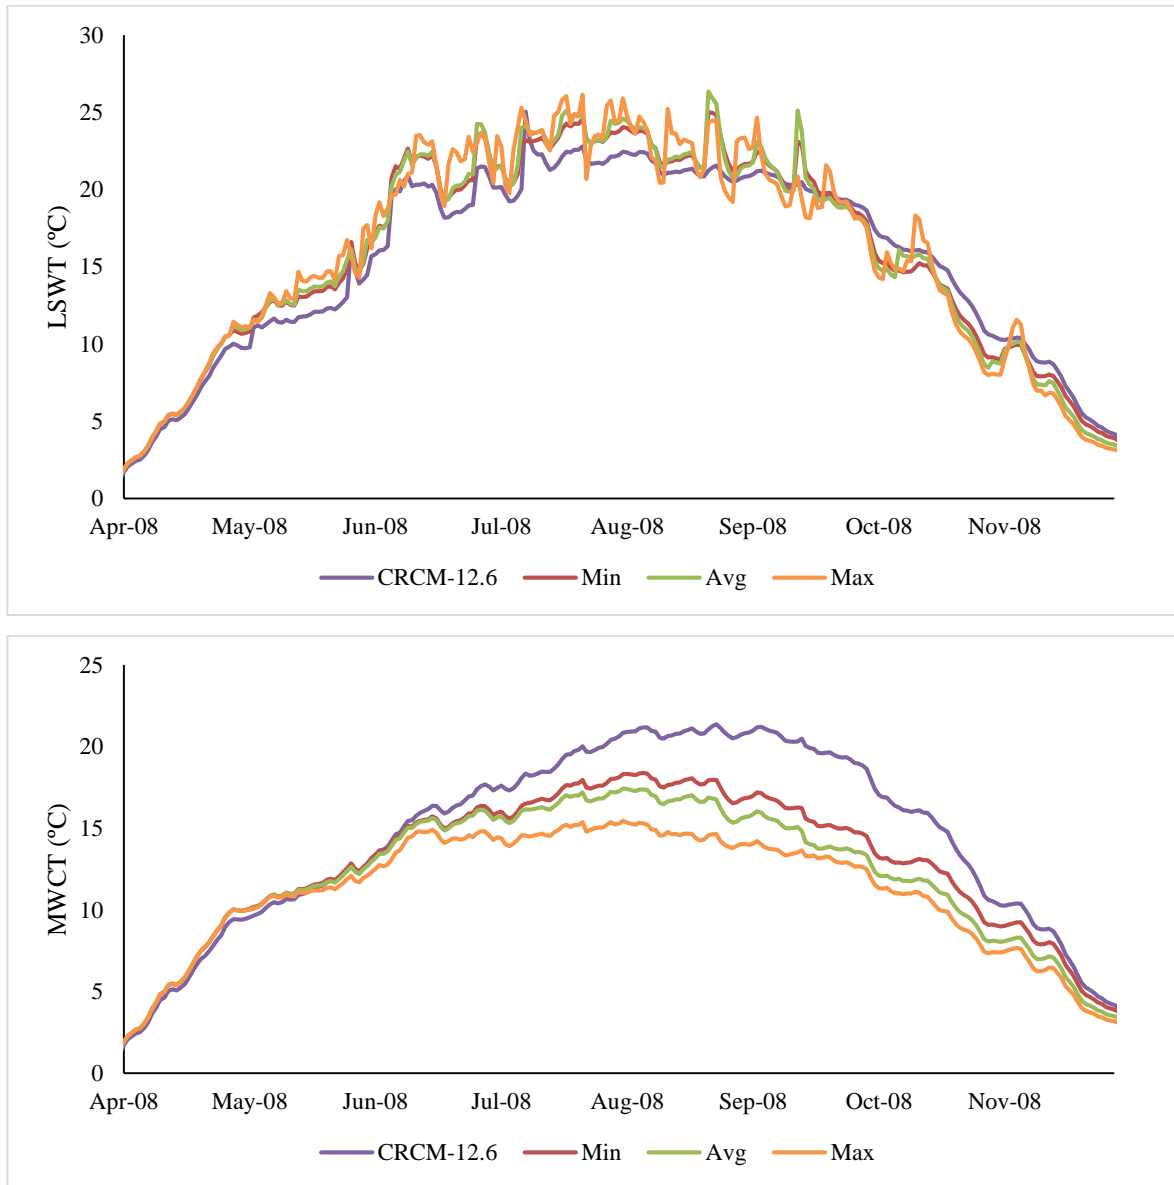 30
25
20
15
10
5
0
LSWT (ºC)
Apr-08 May-08 Jun-08 Jul-08 Aug-08 Sep-08 Oct-08 Nov-08
CRCM-12.6 Min Avg Max
25
20
15
10
5
0
MWCT (ºC)
Apr-08 May-08 Jun-08 Jul-08 Aug-08 Sep-08 Oct-08 Nov-08
CRCM-12.6 Min Avg Max